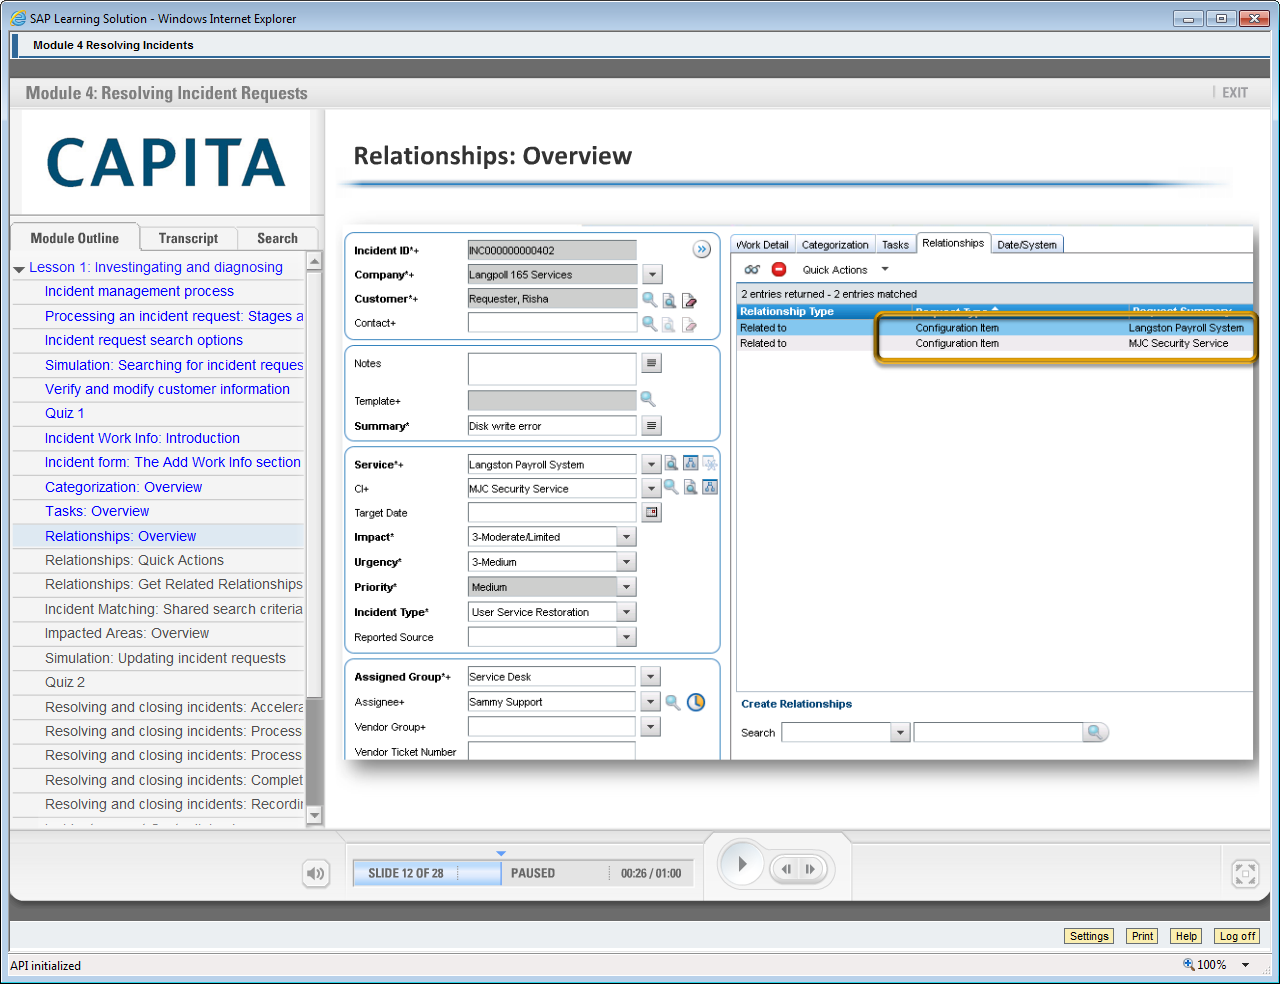 SAP Learning Solution - Windows Internet Explorer
Module 4 Resolving Incidents
Module 4: Resolving Incident Requests
EXIT
CAPITA
Module Outline
Transcript
Search
Lesson 1: Investingating and diagnosing
Incident management process
Processing an incident request: Stages a
Incident request search options
Simulation: Searching for incident reques
Verify and modify customer information
Quiz 1
Incident Work Info: Introduction
Incident form: The Add Work Info section
Categorization: Overview
Tasks: Overview
Relationships: Overview
Relationships: Quick Actions
Relationships: Get Related Relationships
Incident Matching: Shared search criteria
Impacted Areas: Overview
Simulation: Updating incident requests
Quiz 2
Resolving and closing incidents: Accelera
Resolving and closing incidents: Process
Resolving and closing incidents: Process
Resolving and closing incidents: Complet
Resolving and closing incidents: Recordin
Relationships: Overview
Incident ID*+ INC000000000402
Company*+ Langpoll 165 Services
Customer*+ Requester, Risha
Contact+
Notes
Template+
Summary* Disk write error
Service*+ Langston Payroll System
CI+ MJC Security Service
Target Date
Impact* 3-Moderate/Limited
Urgency* 3-Medium
Priority* Medium
Incident Type* User Service Restoration
Reported Source
Assigned Group*+ Service Desk
Assignee+ Sammy Support
Vendor Group+
Vendor Ticket Number
Work Detail
Categorization
Tasks
Relationships
Date/System
Quick Actions
2 entries returned - 2 entries matched
Relationship Type Request Type Request Summary
Related to Configuration Item Langston Payroll System
Related to Configuration Item MJC Security Service
Create Relationships
Search
SLIDE 12 OF 28
PAUSED
00:26 / 01:00
Settings
Print
Help
Log off
API initialized
100%